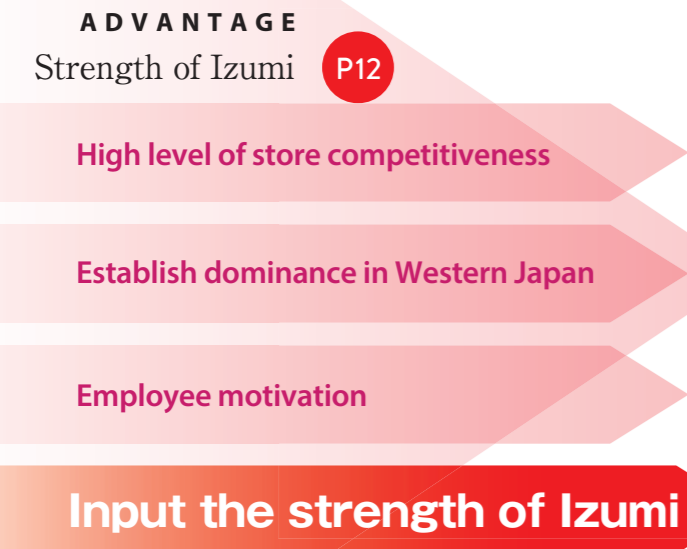 ADVANTAGE
Strength of Izumi P12
High level of store competitiveness
Establish dominance in Western Japan
Employee motivation
Input the strength of Izumi